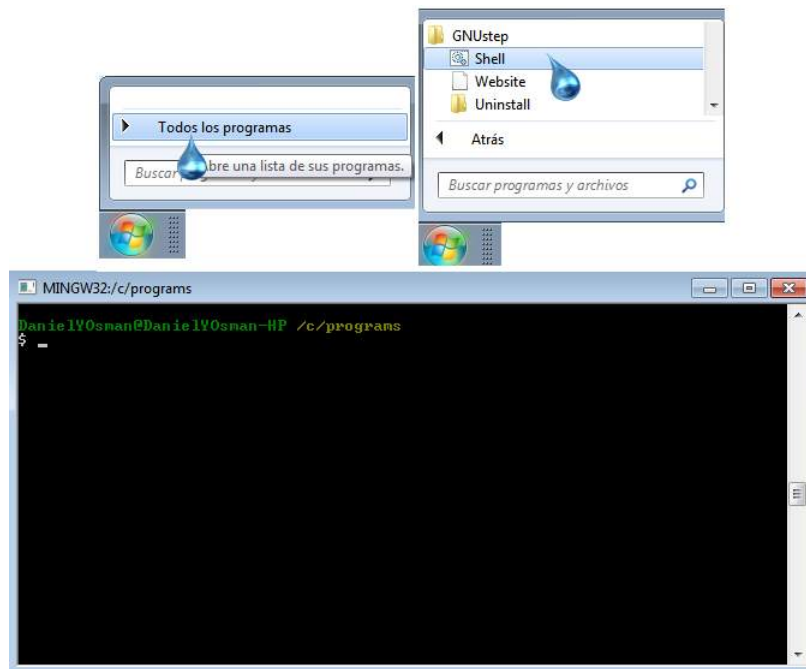 Todos los programas
Buscar bre una lista de sus programas.
GNUstep
Shell
Website
Uninstall
Atrás
Buscar programas y archivos
MINGW32:/c/programs
DanielYOsman@DanielYOsman-HP /c/programs
$ _